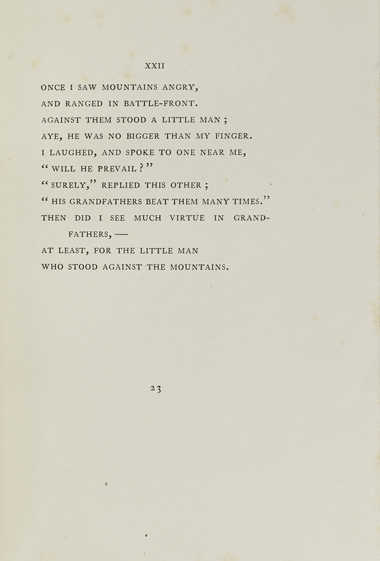 XXII
ONCE I SAW MOUNTAINS ANGRY,
AND RANGED IN BATTLE-FRONT.
AGAINST THEM STOOD A LITTLE MAN ;
AYE, HE WAS NO BIGGER THAN MY FINGER.
I LAUGHED, AND SPOKE TO ONE NEAR ME,
“ WILL HE PREVAIL ? ”
“ SURELY,” REPLIED THIS OTHER ;
“ HIS GRANDFATHERS BEAT THEM MANY TIMES.”
THEN DID I SEE MUCH VIRTUE IN GRAND-
FATHERS, —
AT LEAST, FOR THE LITTLE MAN
WHO STOOD AGAINST THE MOUNTAINS.
23